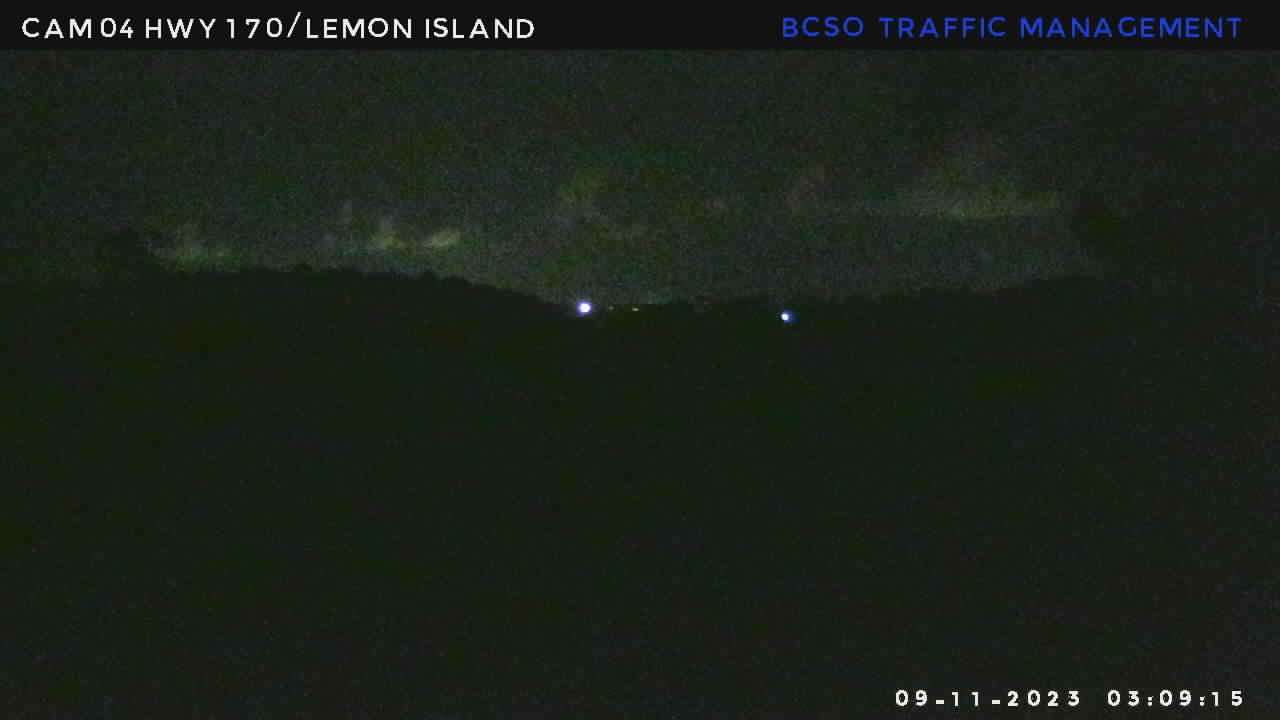 CAM 04 HWY 170/LEMON ISLAND
BCSO TRAFFIC MANAGEMENT
09-11-2023 03:09:15